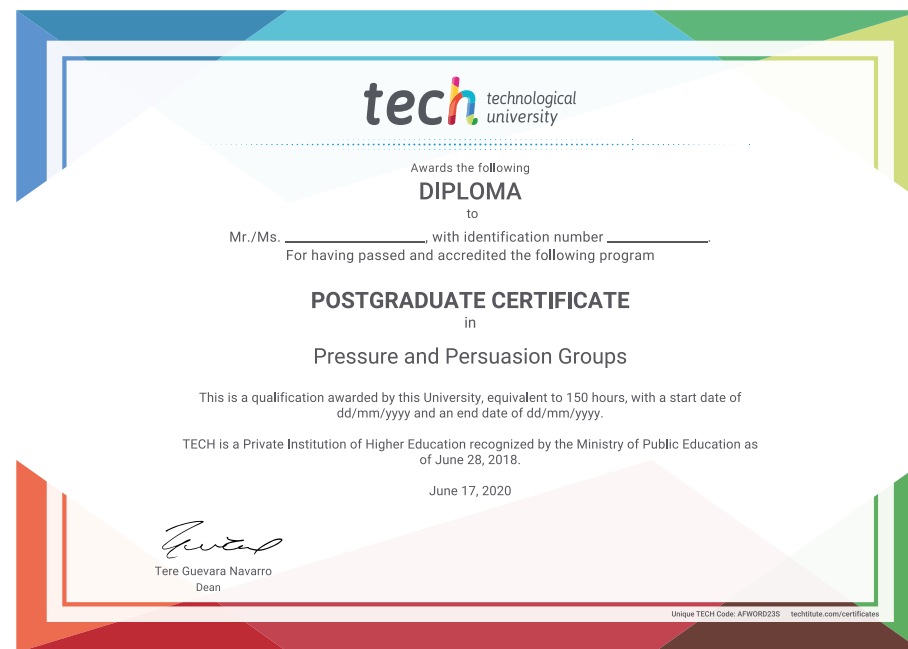 tech technological
university
Awards the following
DIPLOMA
to
Mr./Ms. ____________________, with identification number ______________.
For having passed and accredited the following program
POSTGRADUATE CERTIFICATE
in
Pressure and Persuasion Groups
This is a qualification awarded by this University, equivalent to 150 hours, with a start date of
dd/mm/yyyy and an end date of dd/mm/yyyy.
TECH is a Private Institution of Higher Education recognized by the Ministry of Public Education as
of June 28, 2018.
June 17, 2020
Tere Guevara Navarro
Dean
Unique TECH Code: AFWORD23S techtitute.com/certificates